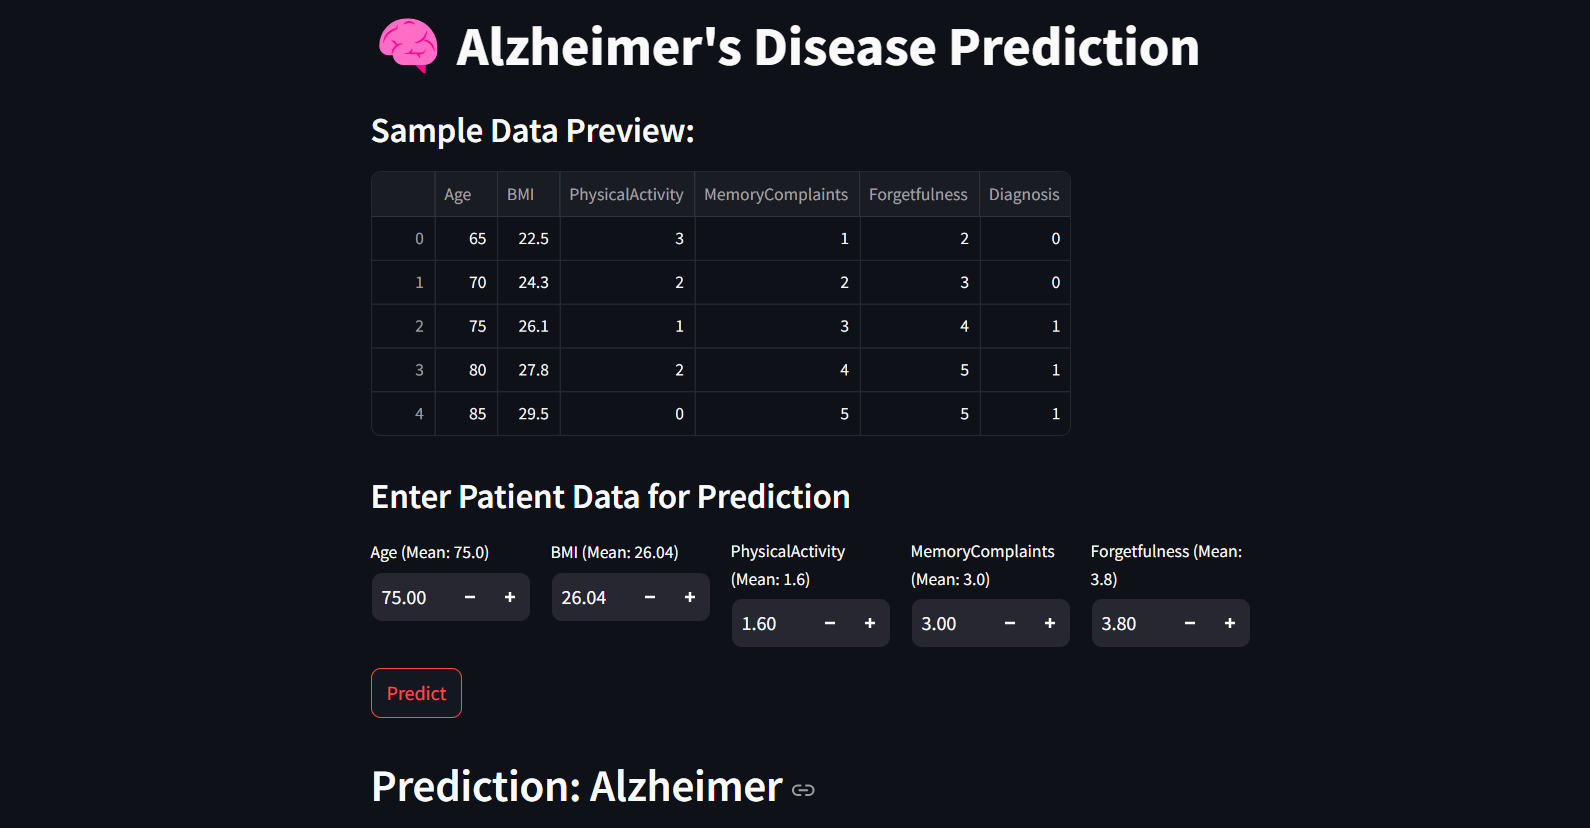 Alzheimer's Disease Prediction
Sample Data Preview:
Age BMI PhysicalActivity MemoryComplaints Forgetfulness Diagnosis
0 65 22.5 3 1 2 0
1 70 24.3 2 2 3 0
2 75 26.1 1 3 4 1
3 80 27.8 2 4 5 1
4 85 29.5 0 5 5 1
Enter Patient Data for Prediction
Age (Mean: 75.0)
75.00 − +
BMI (Mean: 26.04)
26.04 − +
PhysicalActivity
(Mean: 1.6)
1.60 − +
MemoryComplaints
(Mean: 3.0)
3.00 − +
Forgetfulness (Mean:
3.8)
3.80 − +
Predict
Prediction: Alzheimer